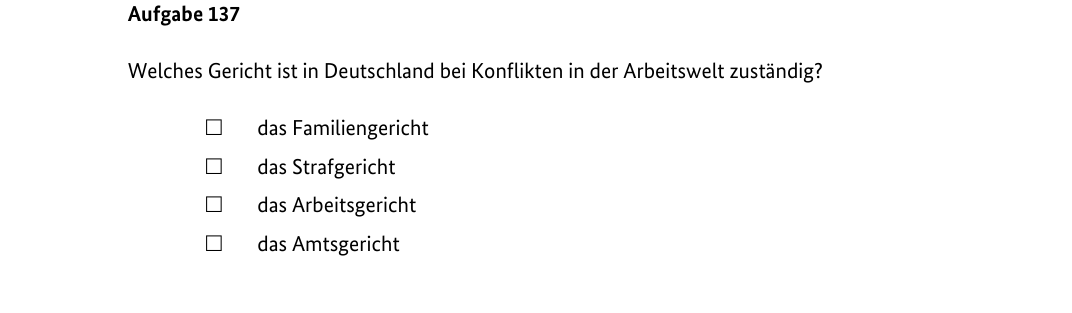 Aufgabe 137
Welches Gericht ist in Deutschland bei Konflikten in der Arbeitswelt zuständig?
☐ das Familiengericht
☐ das Strafgericht
☐ das Arbeitsgericht
☐ das Amtsgericht